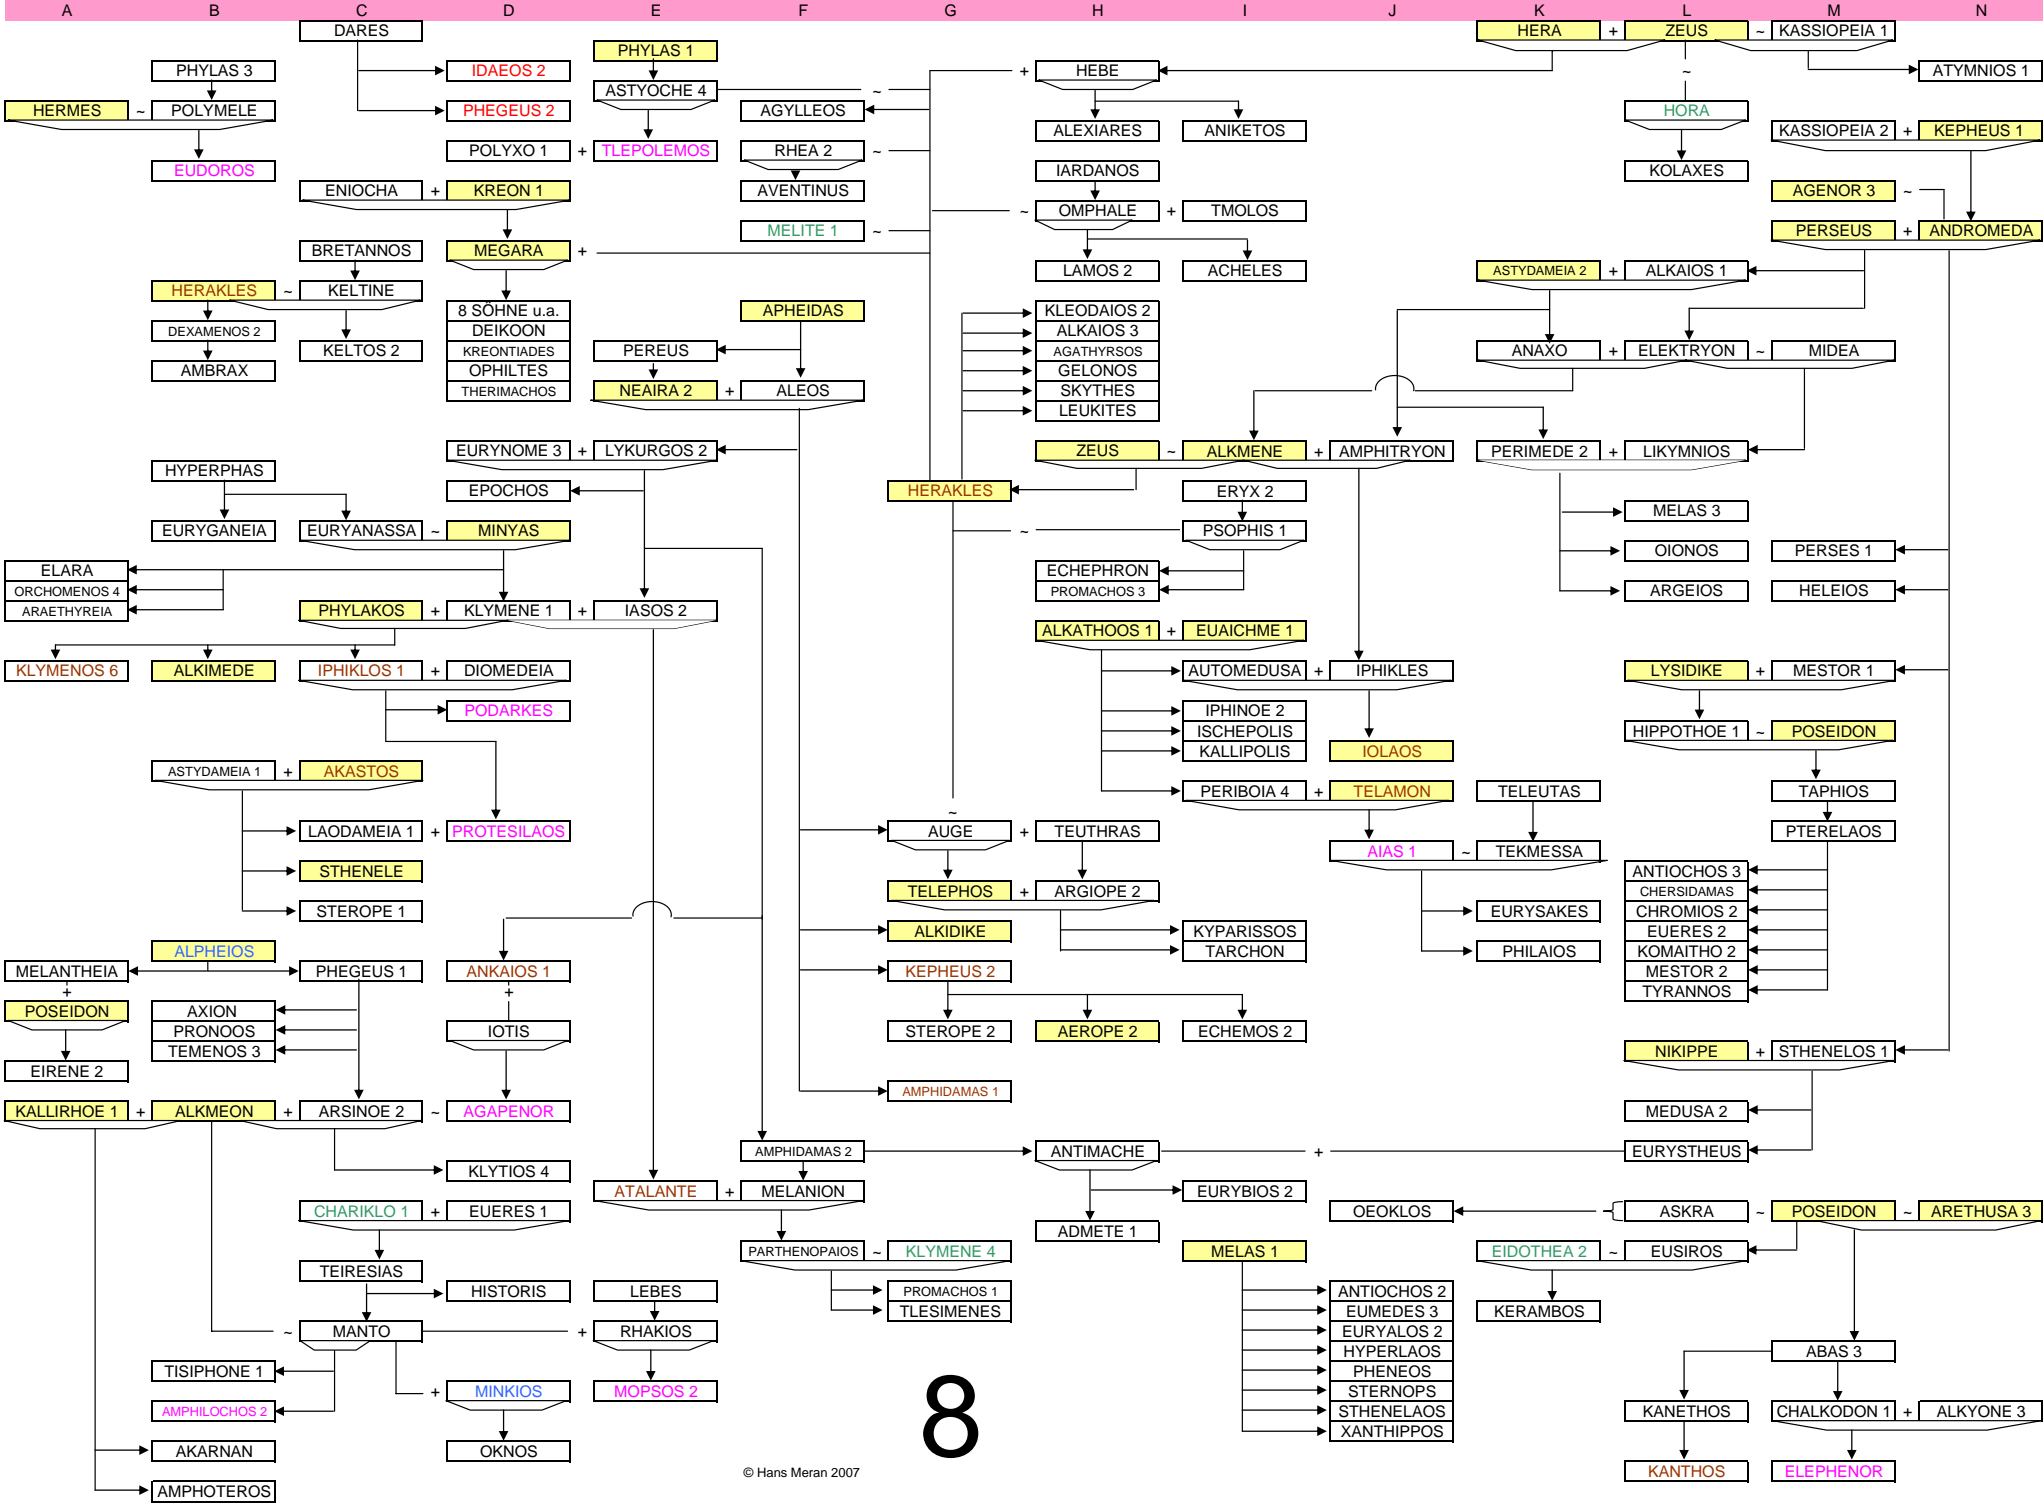 A B C D E F G H I J K L M N
DARES HERA + ZEUS ~ KASSIOPEIA 1
PHYLAS 1
PHYLAS 3 IDAEOS 2 + HEBE ~ ATYMNIOS 1
ASTYOCHE 4 ~
HERMES ~ POLYMELE PHEGEUS 2 AGYLLEOS HORA
ALEXIARES ANIKETOS KASSIOPEIA 2 + KEPHEUS 1
POLYXO 1 + TLEPOLEMOS RHEA 2 ~
EUDOROS IARDANOS KOLAXES
ENIOCHA + KREON 1 AVENTINUS AGENOR 3 ~
~ OMPHALE + TMOLOS
MELITE 1 ~ PERSEUS + ANDROMEDA
BRETANNOS MEGARA +
LAMOS 2 ACHELES ASTYDAMEIA 2 + ALKAIOS 1
HERAKLES ~ KELTINE
8 SÖHNE u.a. APHEIDAS KLEODAIOS 2
DEXAMENOS 2 DEIKOON ALKAIOS 3
KELTOS 2 KREONTIADES PEREUS AGATHYRSOS ANAXO + ELEKTRYON ~ MIDEA
AMBRAX OPHILTES GELONOS
THERIMACHOS NEAIRA 2 + ALEOS SKYTHES
LEUKITES
EURYNOME 3 + LYKURGOS 2 ZEUS ~ ALKMENE + AMPHITRYON PERIMEDE 2 + LIKYMNIOS
HYPERPHAS
EPOCHOS HERAKLES ERYX 2
MELAS 3
EURYGANEIA EURYANASSA ~ MINYAS ~ PSOPHIS 1
OIONOS PERSES 1
ELARA ECHEPHRON
ORCHOMENOS 4 PROMACHOS 3 ARGEIOS HELEIOS
ARAETHYREIA PHYLAKOS + KLYMENE 1 + IASOS 2
ALKATHOOS 1 + EUAICHME 1
KLYMENOS 6 ALKIMEDE IPHIKLOS 1 + DIOMEDEIA AUTOMEDUSA + IPHIKLES LYSIDIKE + MESTOR 1
PODARKES IPHINOE 2
ISCHEPOLIS HIPPOTHOE 1 ~ POSEIDON
KALLIPOLIS IOLAOS
ASTYDAMEIA 1 + AKASTOS
PERIBOIA 4 + TELAMON TELEUTAS TAPHIOS
~
LAODAMEIA 1 + PROTESILAOS AUGE + TEUTHRAS PTERELAOS
AIAS 1 ~ TEKMESSA
STHENELE ANTIOCHOS 3
TELEPHOS + ARGIOPE 2 CHERSIDAMAS
STEROPE 1 EURYSAKES CHROMIOS 2
ALKIDIKE KYPARISSOS EUERES 2
ALPHEIOS TARCHON PHILAIOS KOMAITHO 2
MELANTHEIA PHEGEUS 1 ANKAIOS 1 KEPHEUS 2 MESTOR 2
+ + TYRANNOS
POSEIDON AXION
PRONOOS IOTIS STEROPE 2 AEROPE 2 ECHEMOS 2
TEMENOS 3 NIKIPPE + STHENELOS 1
EIRENE 2
AMPHIDAMAS 1
KALLIRHOE 1 + ALKMEON + ARSINOE 2 ~ AGAPENOR MEDUSA 2
AMPHIDAMAS 2 ANTIMACHE + EURYSTHEUS
KLYTIOS 4
ATALANTE + MELANION EURYBIOS 2
CHARIKLO 1 + EUERES 1 OEOKLOS ASKRA ~ POSEIDON ~ ARETHUSA 3
ADMETE 1
PARTHENOPAIOS ~ KLYMENE 4 MELAS 1 EIDOTHEA 2 ~ EUSIROS
TEIRESIAS
HISTORIS LEBES PROMACHOS 1 ANTIOCHOS 2
TLESIMENES EUMEDES 3 KERAMBOS
~ MANTO + RHAKIOS EURYALOS 2
HYPERLAOS ABAS 3
TISIPHONE 1 PHENEOS
+ MINKIOS MOPSOS 2 STERNOPS
AMPHILOCHOS 2 STHENELAOS KANETHOS CHALKODON 1 + ALKYONE 3
8
XANTHIPPOS
AKARNAN OKNOS
© Hans Meran 2007 KANTHOS ELEPHENOR
AMPHOTEROS